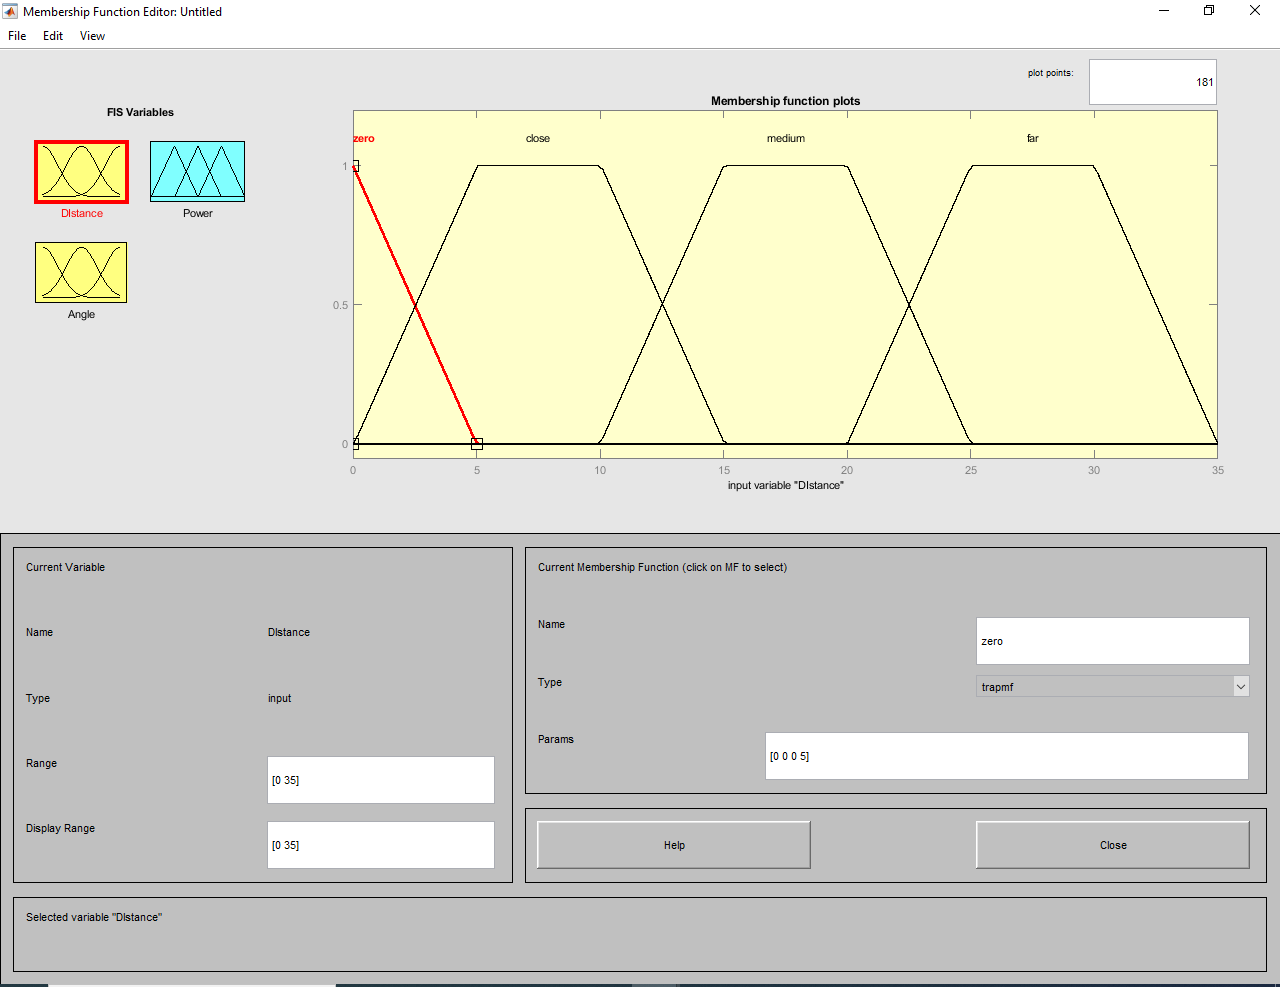 Membership Function Editor: Untitled
File Edit View
plot points: 181
FIS Variables
Membership function plots
DIstance
Power
Angle
zero close medium far
1
0.5
0
0 5 10 15 20 25 30 35
input variable "DIstance"
Current Variable
Name DIstance
Type input
Range [0 35]
Display Range [0 35]
Current Membership Function (click on MF to select)
Name zero
Type trapmf
Params [0 0 0 5]
Help Close
Selected variable "DIstance"